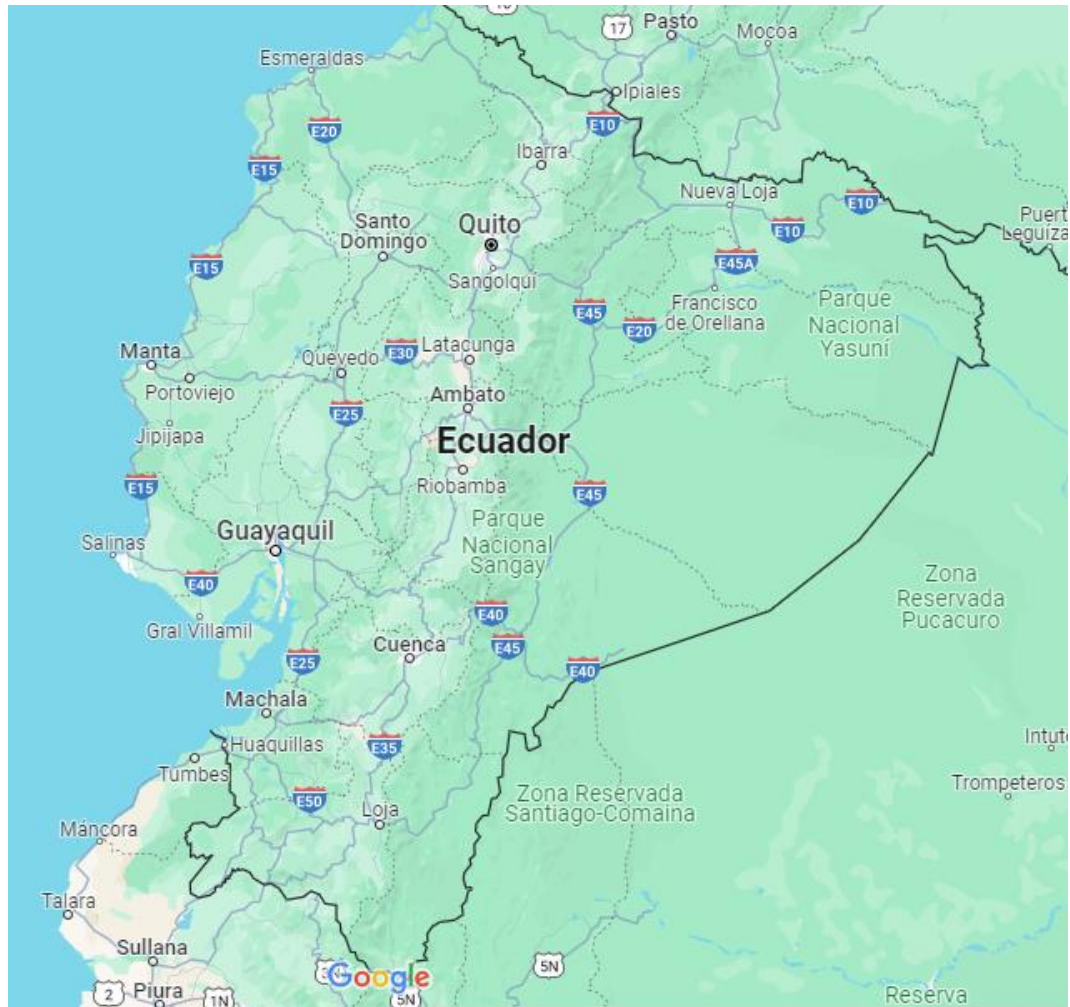 17
Pasto
Mocoa
Esmeraldas
Ipiales
E20
E10
Ibarra
E15
Nueva Loja
E10
Santo
Domingo
Quito
E10
Puert
Leguíza
E15
Sangolquí
E45A
Francisco
de Orellana
Parque
Nacional
Yasuní
E45
E20
Manta
Quevedo
E30
Latacunga
Portoviejo
Ambato
E25
Jipijapa
Ecuador
Riobamba
E15
E45
Parque
Nacional
Sangay
Guayaquil
Salinas
E40
Zona
Reservada
Pucacuro
Gral Villamil
E40
Cuenca
E45
E25
E40
Machala
Huaquillas
E35
Intuto
Tumbes
Trompeteros
E50
Loja
Zona Reservada
Santiago-Comaina
Máncora
Talara
Sullana
5N
Google
2
Piura
1N
5N
Reserva